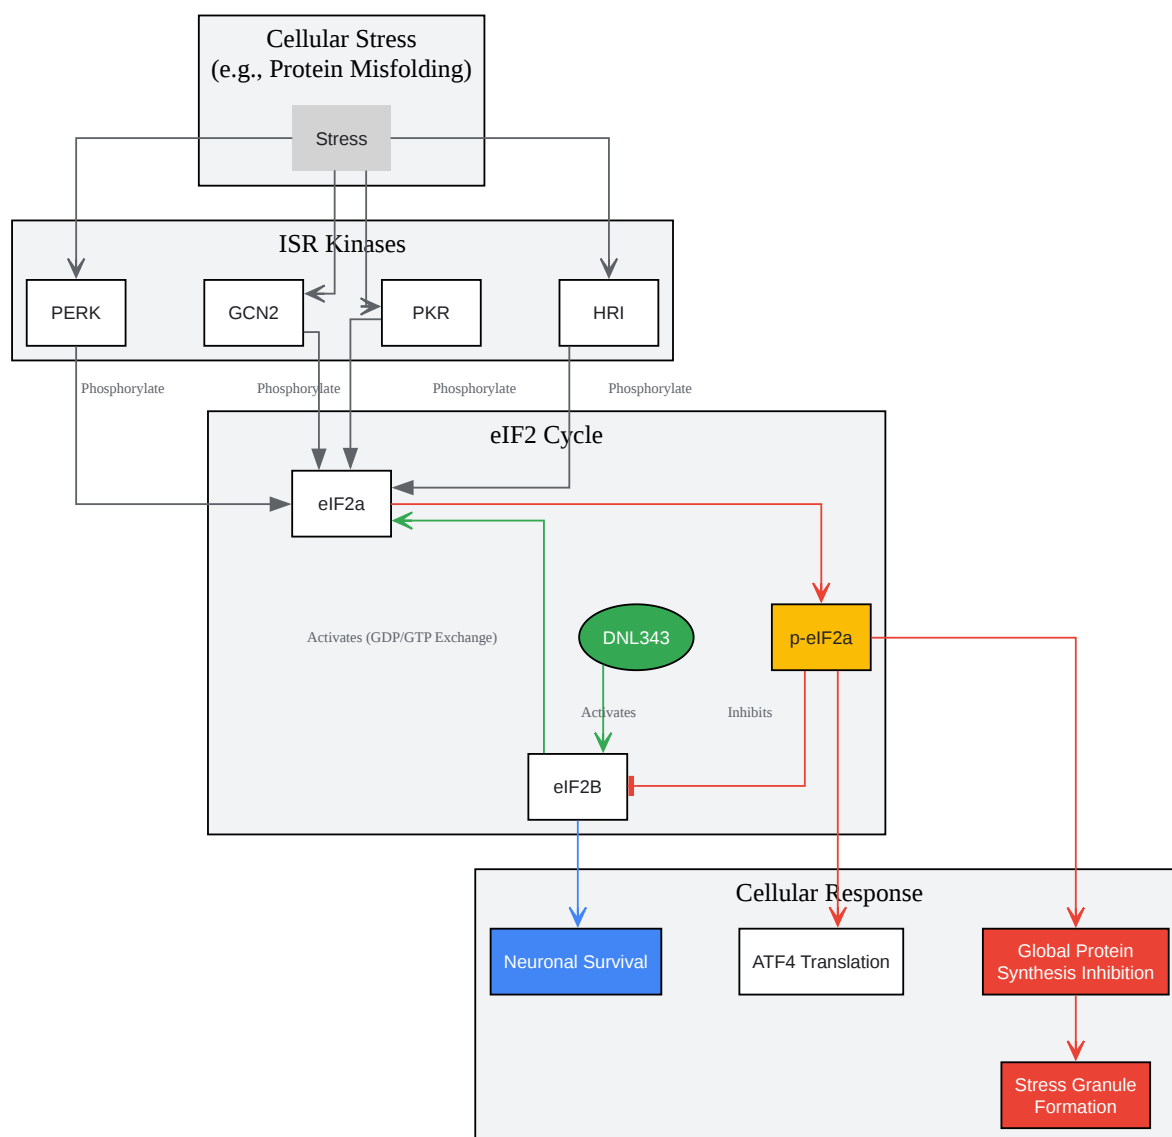 Cellular Stress
(e.g., Protein Misfolding)
Stress
ISR Kinases
PERK
GCN2
PKR
HRI
Phosphorylate
Phosphorylate
Phosphorylate
Phosphorylate
eIF2 Cycle
eIF2a
Activates (GDP/GTP Exchange)
DNL343
p-eIF2a
Activates
Inhibits
eIF2B
Cellular Response
Neuronal Survival
ATF4 Translation
Global Protein
Synthesis Inhibition
Stress Granule
Formation